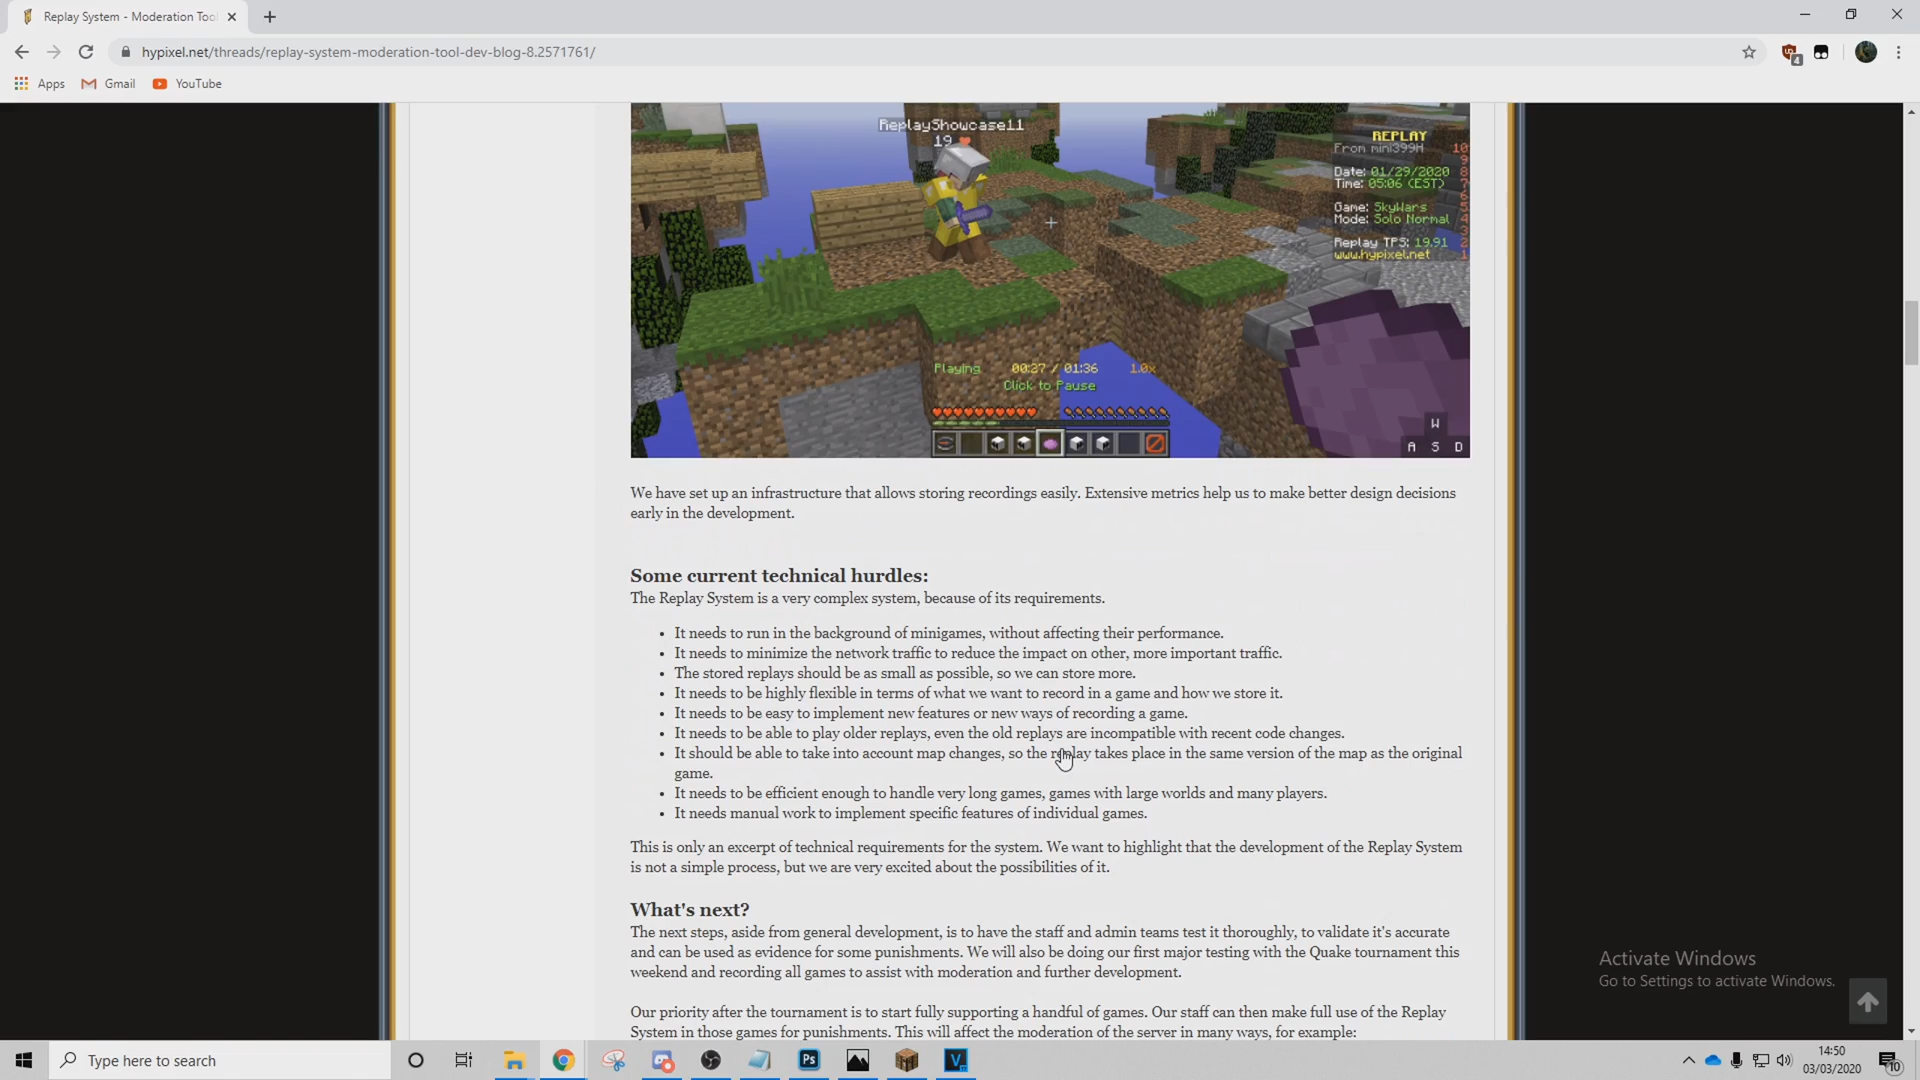 Replay System - Moderation Too
hypixel.net/threads/replay-system-moderation-tool-dev-blog-8.2571761/
4
Apps
Gmail
YouTube
ReplayShowcase11
19
REPLAY
From mini399H 10
9
Date: 01/29/2020 8
Time: 05:06 (EST) 7
6
Game: SkyWars 5
Mode: Solo Normal 4
3
Replay TPS: 19.91 2
www.hypixel.net 1
Playing 00:27 / 01:36 1.0x
Click to Pause
W
A S D
We have set up an infrastructure that allows storing recordings easily. Extensive metrics help us to make better design decisions
early in the development.
Some current technical hurdles:
The Replay System is a very complex system, because of its requirements.
• It needs to run in the background of minigames, without affecting their performance.
• It needs to minimize the network traffic to reduce the impact on other, more important traffic.
• The stored replays should be as small as possible, so we can store more.
• It needs to be highly flexible in terms of what we want to record in a game and how we store it.
• It needs to be easy to implement new features or new ways of recording a game.
• It needs to be able to play older replays, even the old replays are incompatible with recent code changes.
• It should be able to take into account map changes, so the replay takes place in the same version of the map as the original
game.
• It needs to be efficient enough to handle very long games, games with large worlds and many players.
• It needs manual work to implement specific features of individual games.
This is only an excerpt of technical requirements for the system. We want to highlight that the development of the Replay System
is not a simple process, but we are very excited about the possibilities of it.
What's next?
The next steps, aside from general development, is to have the staff and admin teams test it thoroughly, to validate it's accurate
and can be used as evidence for some punishments. We will also be doing our first major testing with the Quake tournament this
weekend and recording all games to assist with moderation and further development.
Our priority after the tournament is to start fully supporting a handful of games. Our staff can then make full use of the Replay
System in those games for punishments. This will affect the moderation of the server in many ways, for example:
Activate Windows
Go to Settings to activate Windows.
Type here to search
Ps
V
14:50
03/03/2020
10